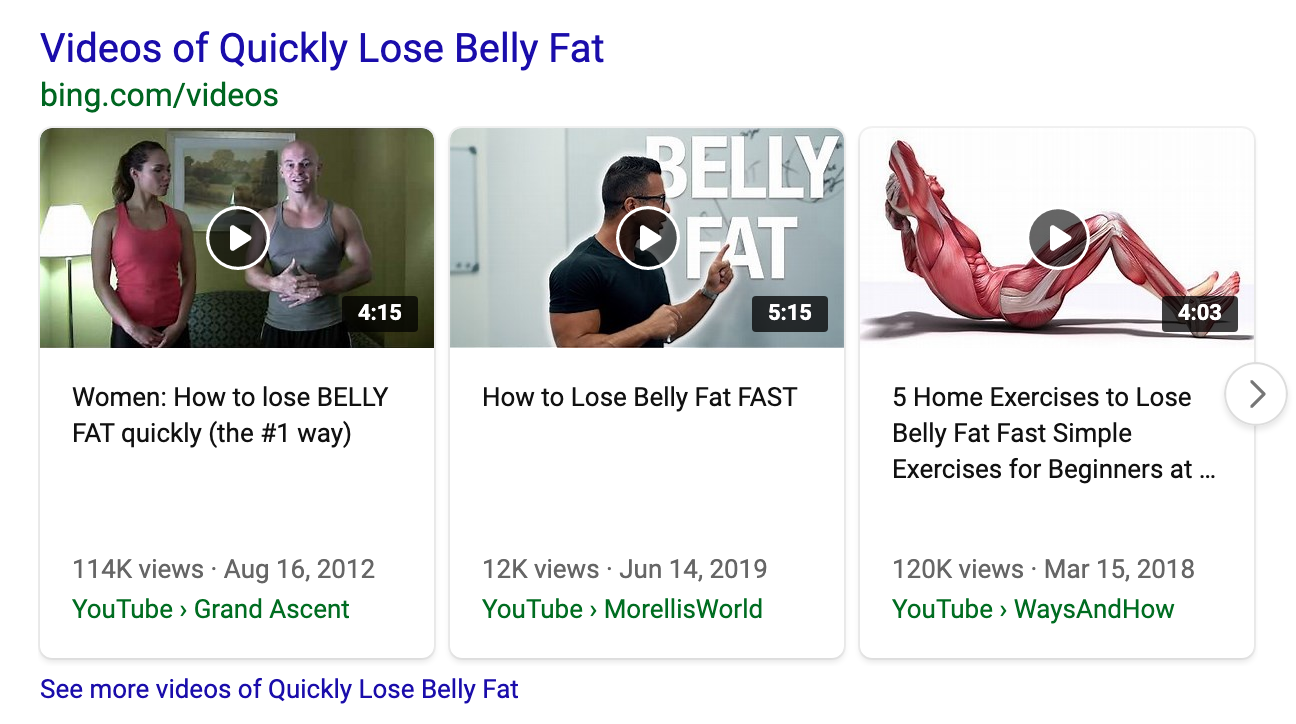 Videos of Quickly Lose Belly Fat
bing.com/videos
4:15
Women: How to lose BELLY
FAT quickly (the #1 way)
114K views · Aug 16, 2012
YouTube › Grand Ascent
BELLY
FAT
5:15
How to Lose Belly Fat FAST
12K views · Jun 14, 2019
YouTube › MorellisWorld
4:03
5 Home Exercises to Lose
Belly Fat Fast Simple
Exercises for Beginners at ...
120K views · Mar 15, 2018
YouTube › WaysAndHow
See more videos of Quickly Lose Belly Fat